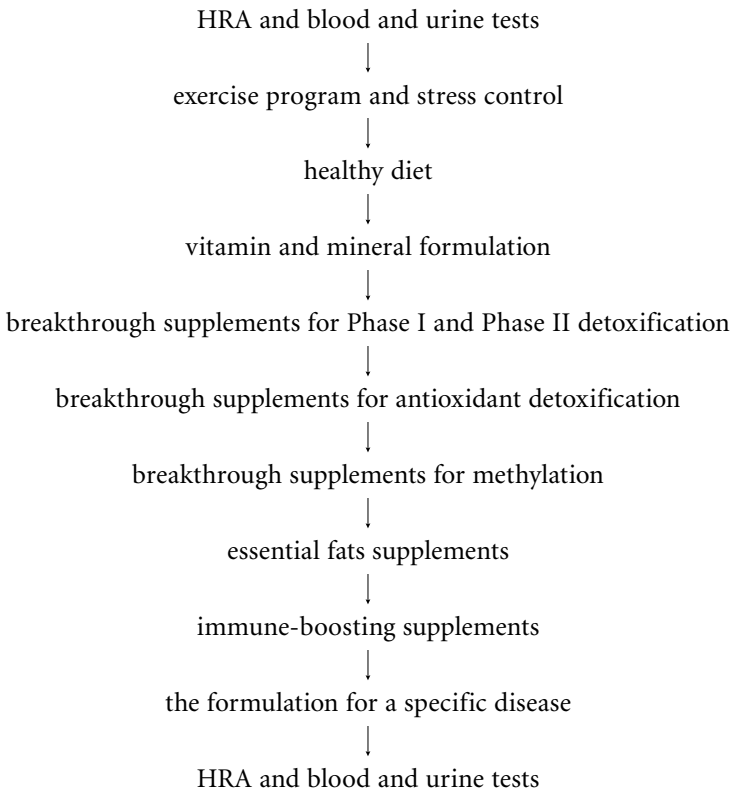 HRA and blood and urine tests
exercise program and stress control
healthy diet
vitamin and mineral formulation
breakthrough supplements for Phase I and Phase II detoxification
breakthrough supplements for antioxidant detoxification
breakthrough supplements for methylation
essential fats supplements
immune-boosting supplements
the formulation for a specific disease
HRA and blood and urine tests